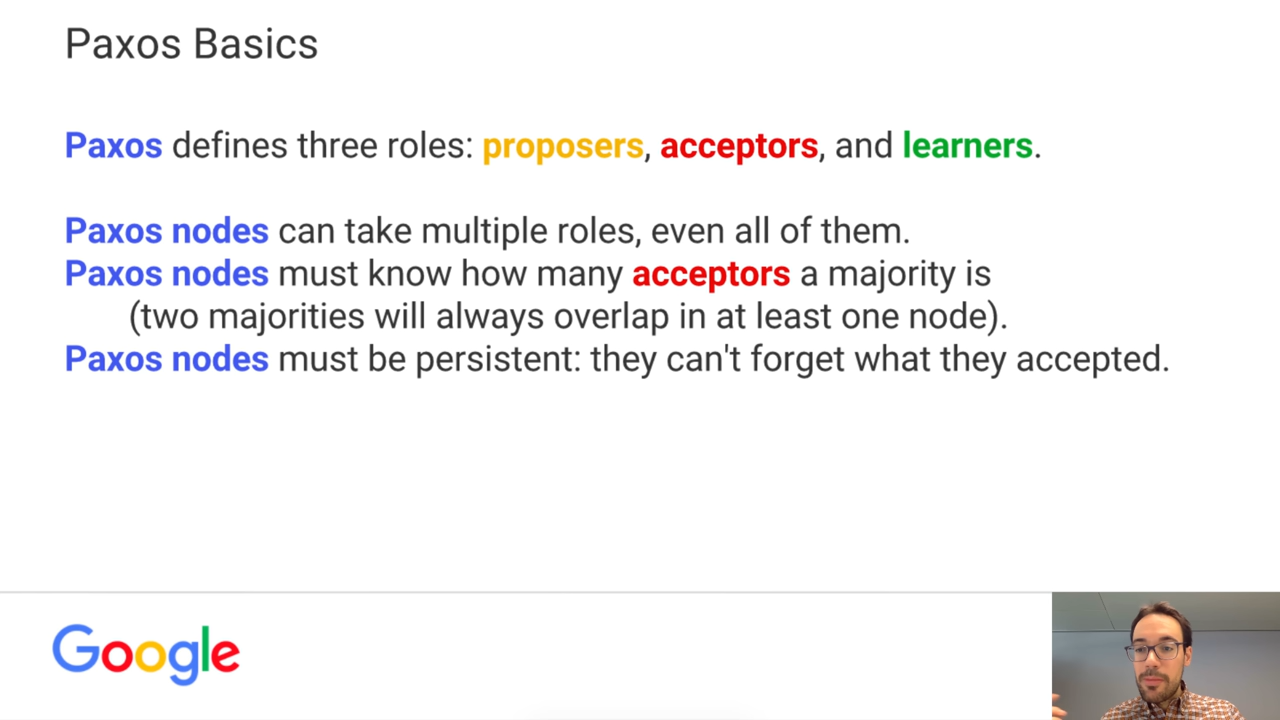 Paxos Basics
Paxos defines three roles: proposers, acceptors, and learners.
Paxos nodes can take multiple roles, even all of them.
Paxos nodes must know how many acceptors a majority is
(two majorities will always overlap in at least one node).
Paxos nodes must be persistent: they can't forget what they accepted.
Google